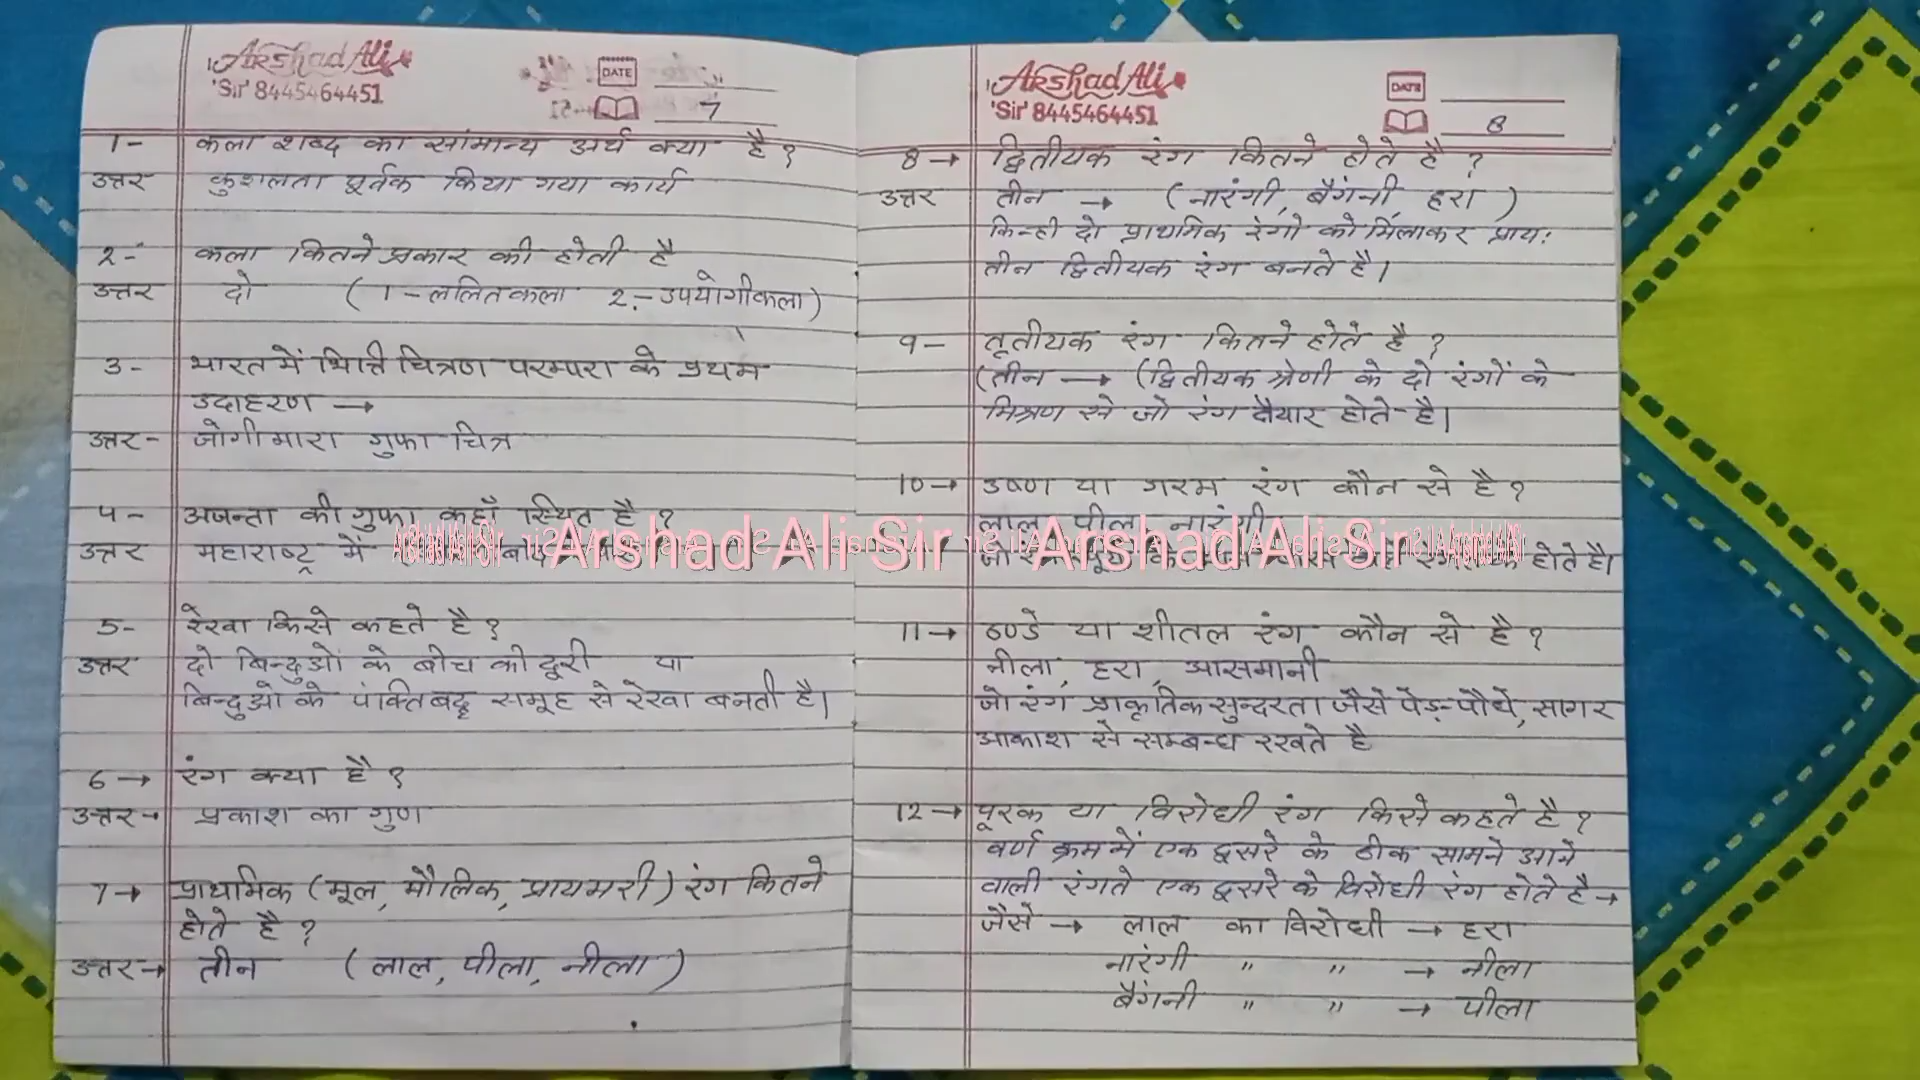 Arshad Ali
'Sir' 8445464451
DATE
7
1- कला शब्द का सामान्य अर्थ क्या है ?
उत्तर कुशलता पूर्वक किया गया कार्य
2- कला कितने प्रकार की होती है
उत्तर दो ( 1-ललितकला 2-उपयोगीकला )
3- भारत में भित्ति चित्रण परम्परा के प्रथम
उदाहरण →
उत्तर- जोगीमारा गुफा चित्र
4- अजन्ता की गुफा कहाँ स्थित है ?
उत्तर महाराष्ट्र में
5- रेखा किसे कहते है ?
उत्तर दो बिन्दुओं के बीच की दूरी या
बिन्दुओ के पंक्तिबद्ध समूह से रेखा बनती है।
6 → रंग क्या है ?
उत्तर→ प्रकाश का गुण
7 → प्राथमिक (मूल, मौलिक, प्रायमरी) रंग कितने
होते है ?
उत्तर→ तीन ( लाल, पीला, नीला )
Arshad Ali
'Sir' 8445464451
DATE
8
8 → द्वितीयक रंग कितने होते है ?
उत्तर तीन → ( नारंगी, बैंगनी हरा )
किन्ही दो प्राथमिक रंगो को मिलाकर प्राय:
तीन द्वितीयक रंग बनते है।
9- तृतीयक रंग कितने होते है ?
(तीन → (द्वितीयक श्रेणी के दो रंगों के
मिश्रण से जो रंग तैयार होते है।
10→ उष्ण या गरम रंग कौन से है ?
लाल पीला नारंगी
जो होते है।
Arshad Ali Sir Arshad Ali Sir
11→ ठण्डे या शीतल रंग कौन से है ?
नीला, हरा, आसमानी
जो रंग प्राकृतिक सुन्दरता जैसे पेड़-पौधे, सागर
आकाश से सम्बन्ध रखते है
12→ पूरक या विरोधी रंग किसे कहते है ?
वर्ण क्रम में एक दूसरे के ठीक सामने आने
वाली रंगते एक दूसरे के विरोधी रंग होते है →
जैसे → लाल का विरोधी → हरा
नारंगी " " → नीला
बैंगनी " " → पीला